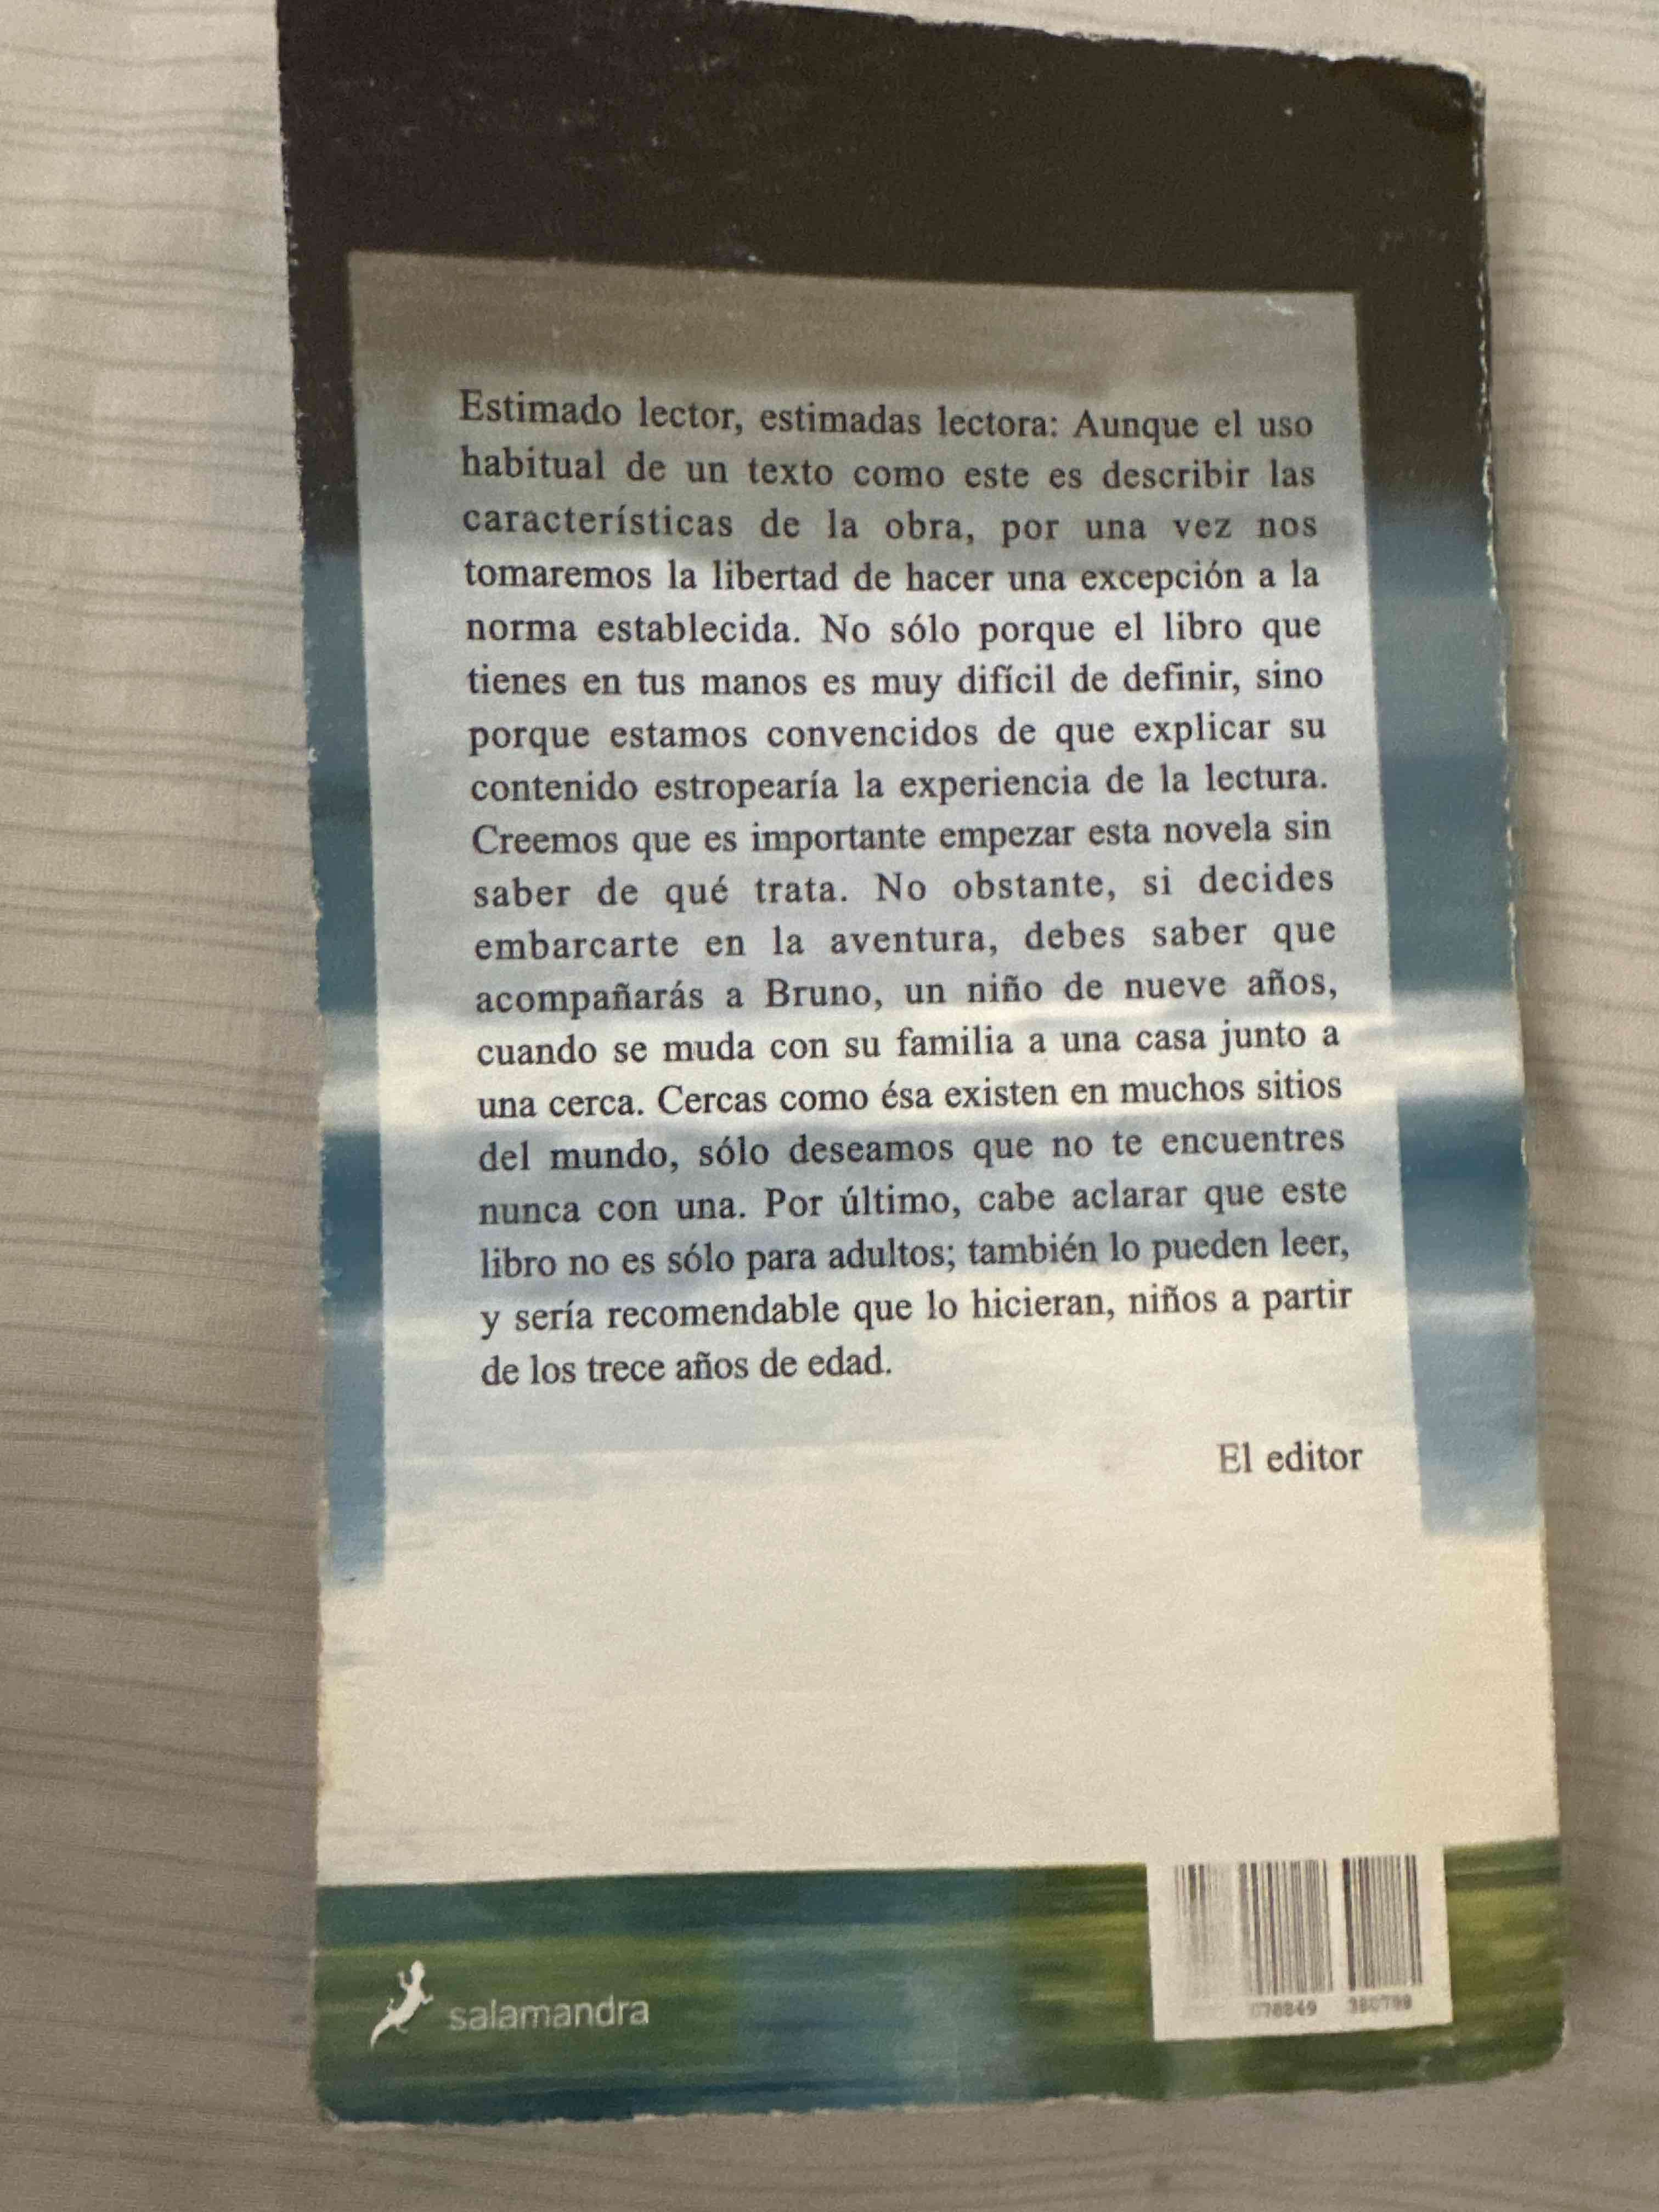 Estimado lector, estimadas lectora: Aunque el uso
habitual de un texto como este es describir las
características de la obra, por una vez nos
tomaremos la libertad de hacer una excepción a la
norma establecida. No sólo porque el libro que
tienes en tus manos es muy difícil de definir, sino
porque estamos convencidos de que explicar su
contenido estropearía la experiencia de la lectura.
Creemos que es importante empezar esta novela sin
saber de qué trata. No obstante, si decides
embarcarte en la aventura, debes saber que
acompañarás a Bruno, un niño de nueve años,
cuando se muda con su familia a una casa junto a
una cerca. Cercas como ésa existen en muchos sitios
del mundo, sólo deseamos que no te encuentres
nunca con una. Por último, cabe aclarar que este
libro no es sólo para adultos; también lo pueden leer,
y sería recomendable que lo hicieran, niños a partir
de los trece años de edad.
El editor
salamandra